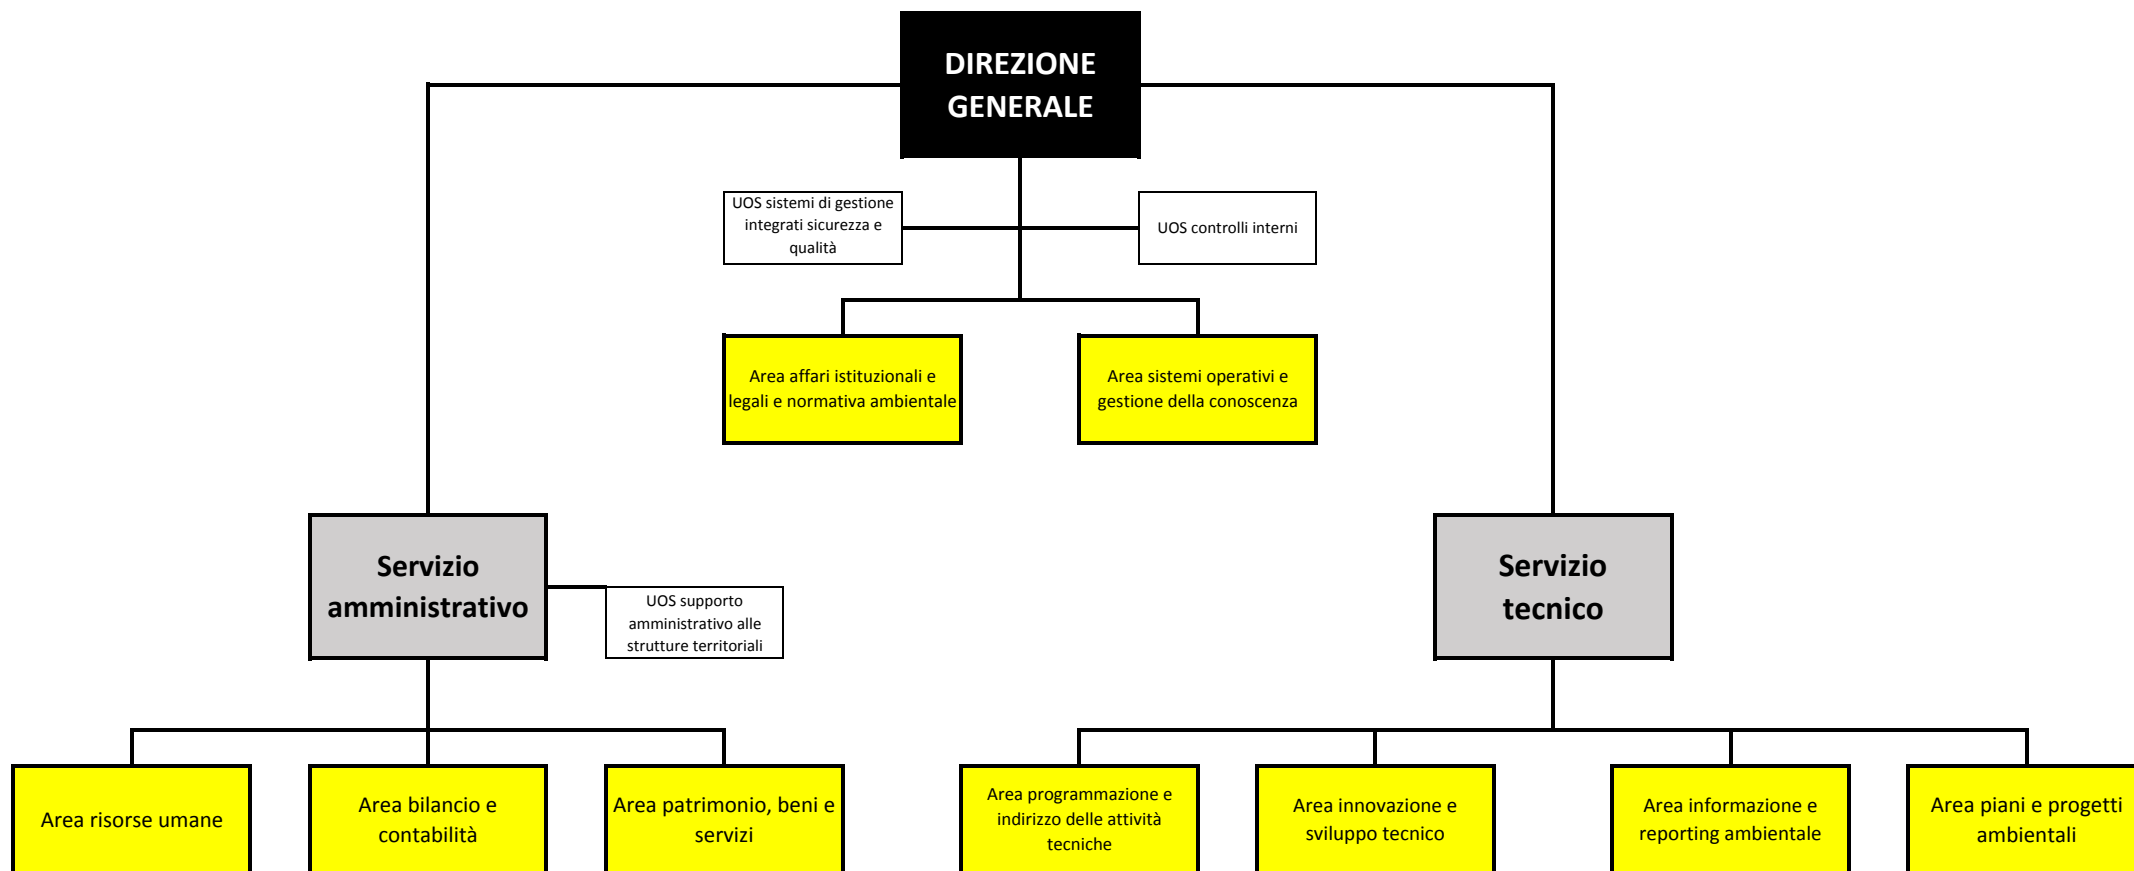 DIREZIONE
GENERALE
UOS sistemi di gestione
integrati sicurezza e
qualità
UOS controlli interni
Area affari istituzionali e
legali e normativa ambientale
Area sistemi operativi e
gestione della conoscenza
Servizio
amministrativo
UOS supporto
amministrativo alle
strutture territoriali
Servizio
tecnico
Area risorse umane
Area bilancio e
contabilità
Area patrimonio, beni e
servizi
Area programmazione e
indirizzo delle attività
tecniche
Area innovazione e
sviluppo tecnico
Area informazione e
reporting ambientale
Area piani e progetti
ambientali